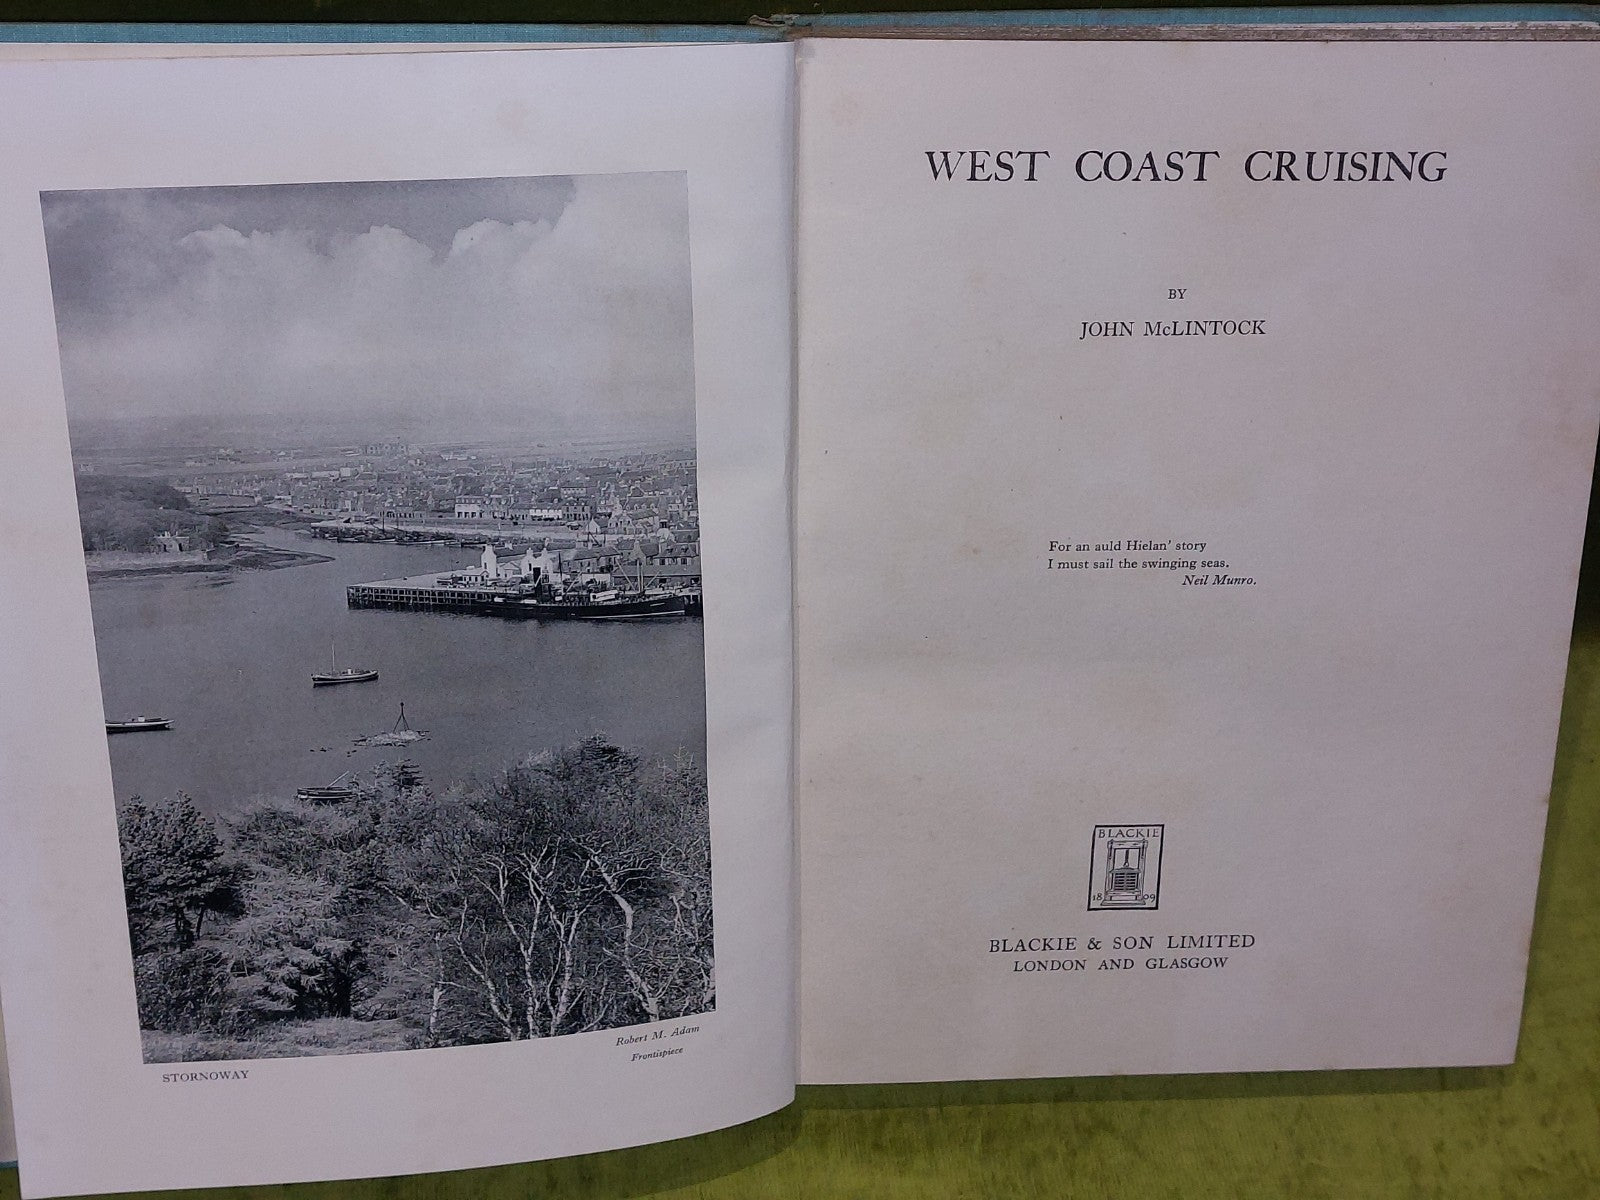 STORNOWAY
Robert M. Adam
Frontispiece
WEST COAST CRUISING
BY
JOHN McLINTOCK
For an auld Hielan' story
I must sail the swinging seas.
Neil Munro.
BLACKIE
18 09
BLACKIE & SON LIMITED
LONDON AND GLASGOW